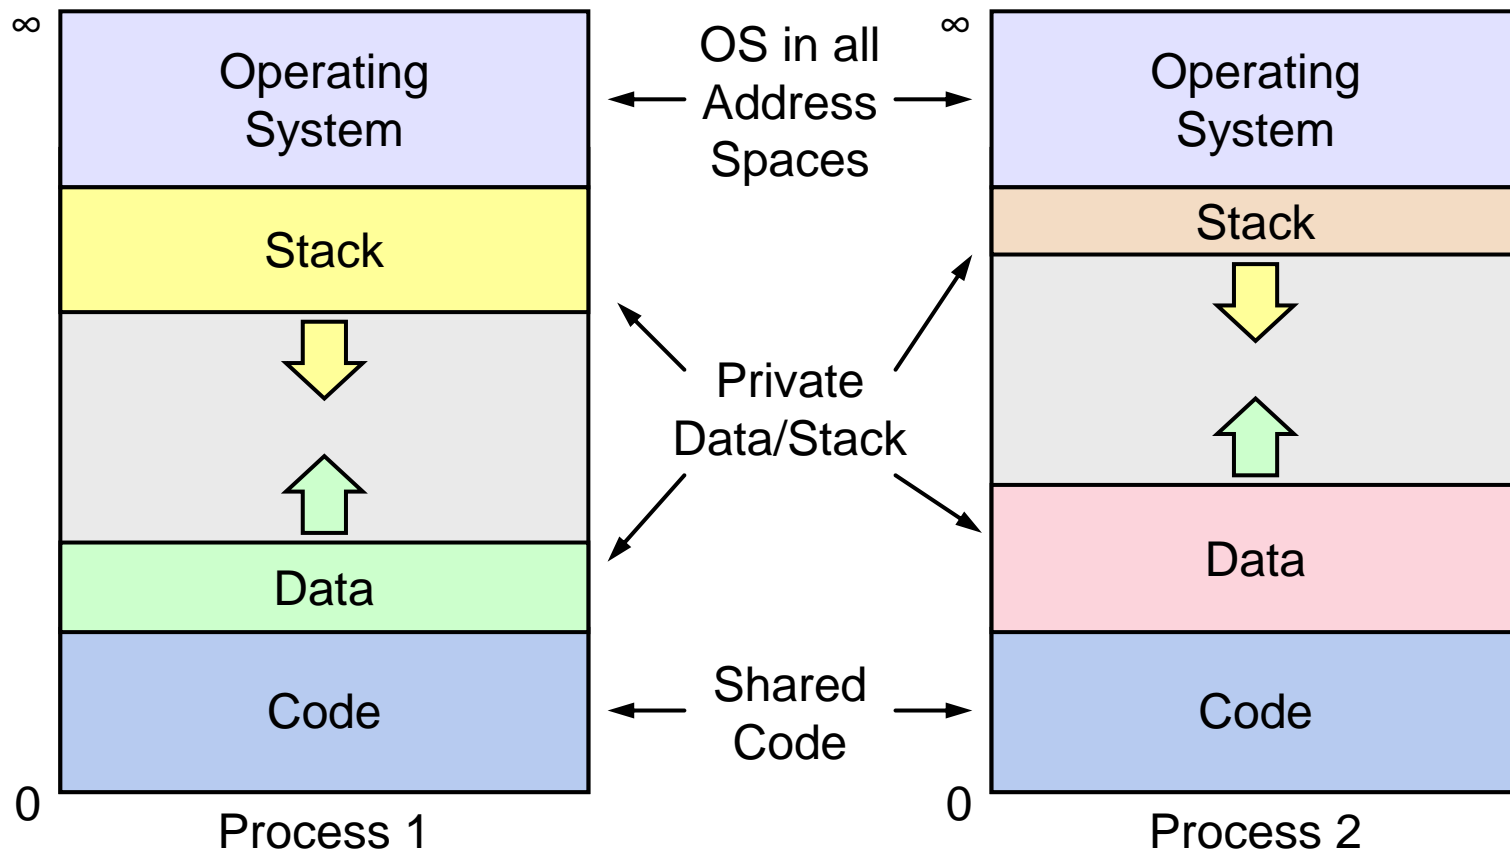 ∞
Operating
System
Stack
Data
Code
0
Process 1
OS in all
Address
Spaces
Private
Data/Stack
Shared
Code
∞
Operating
System
Stack
Data
Code
0
Process 2